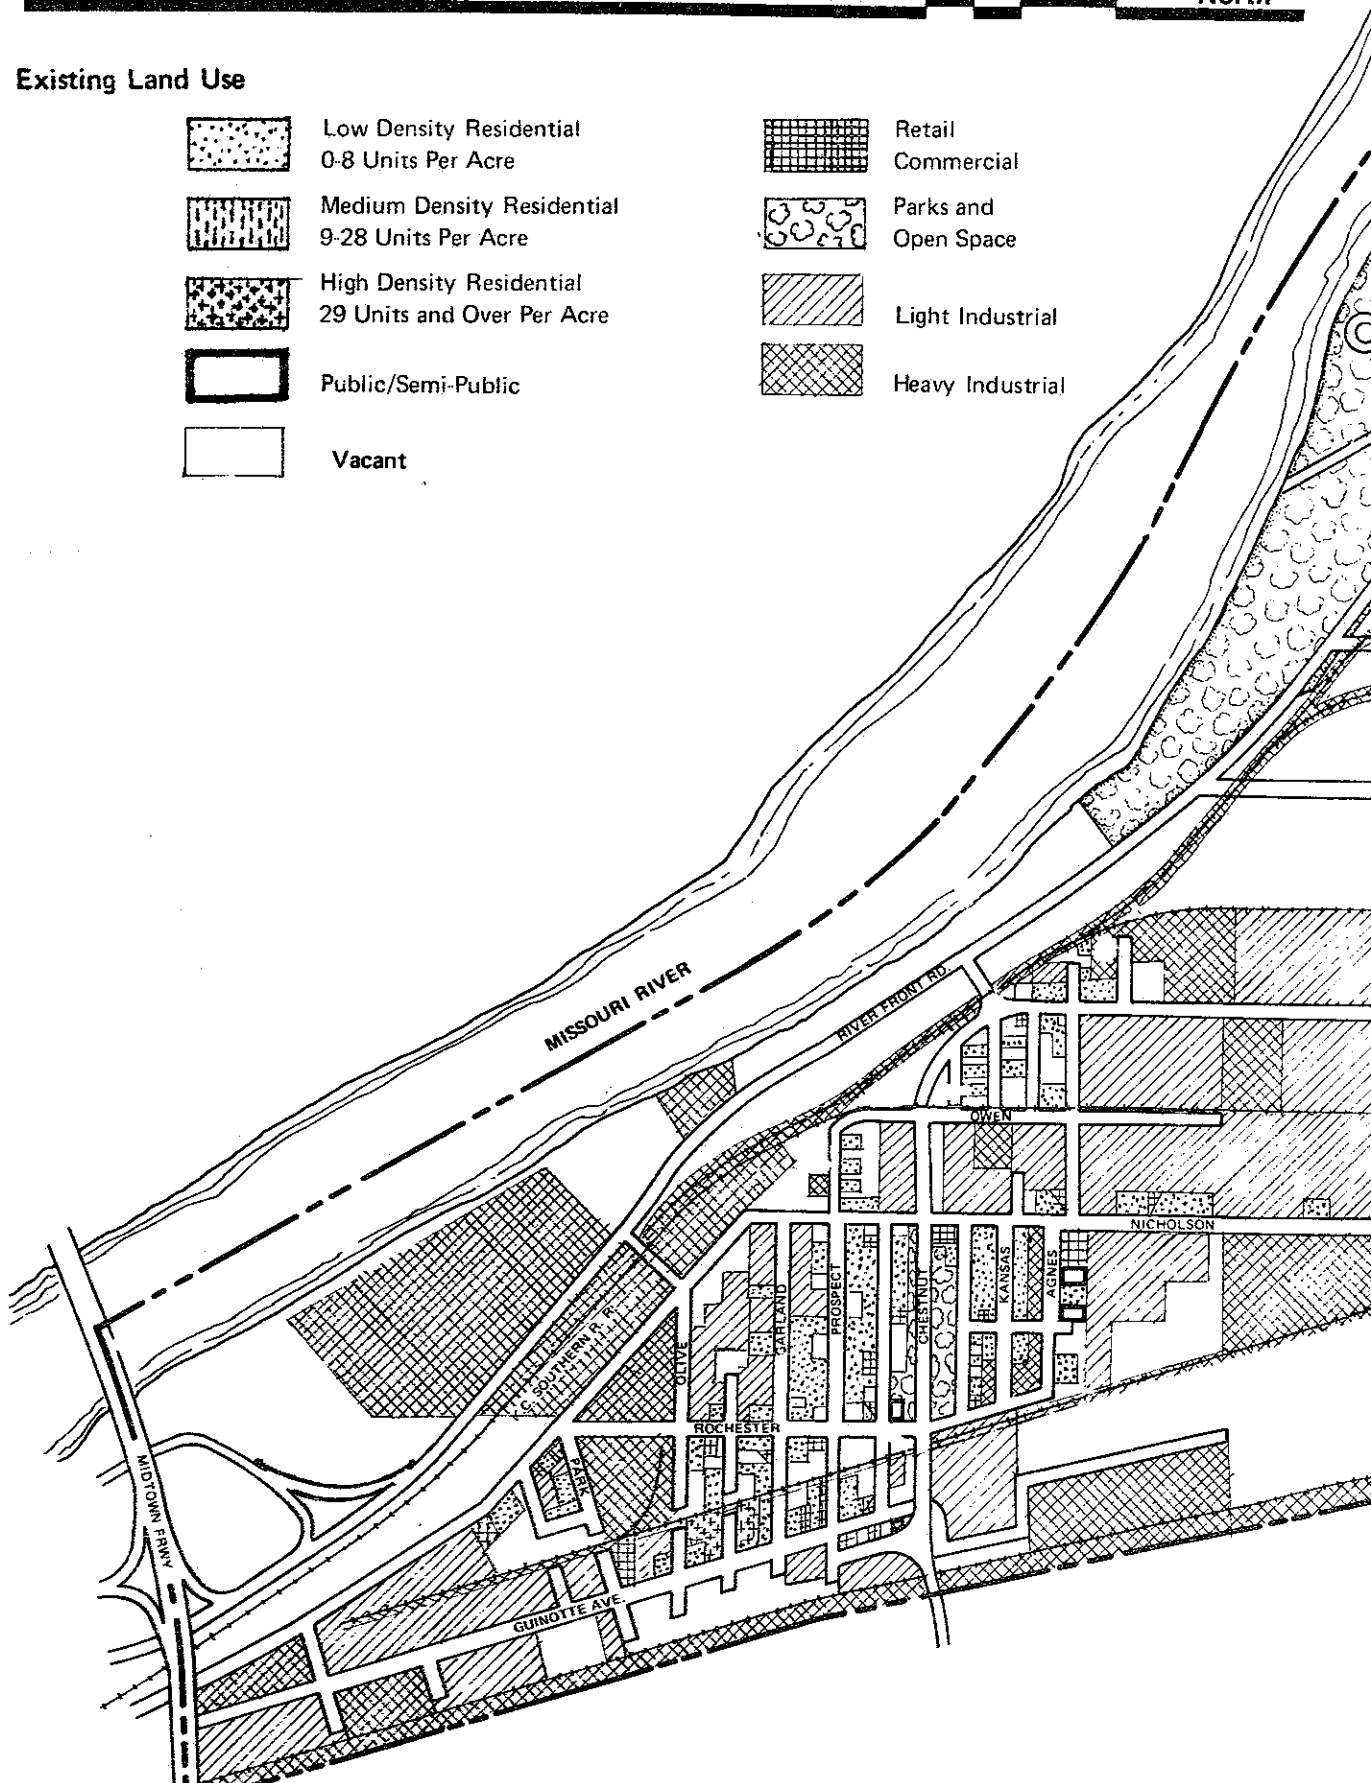 North
Existing Land Use
Low Density Residential
0-8 Units Per Acre
Medium Density Residential
9-28 Units Per Acre
High Density Residential
29 Units and Over Per Acre
Public/Semi-Public
Vacant
Retail
Commercial
Parks and
Open Space
Light Industrial
Heavy Industrial
MISSOURI RIVER
RIVER FRONT RD.
OWEN
NICHOLSON
AGNES
KANSAS
CHESTNUT
PROSPECT
GARLAND
OLIVE
K.C. SOUTHERN R.R.
ROCHESTER
PARK
MIDTOWN FRWY
GUINOTTE AVE.